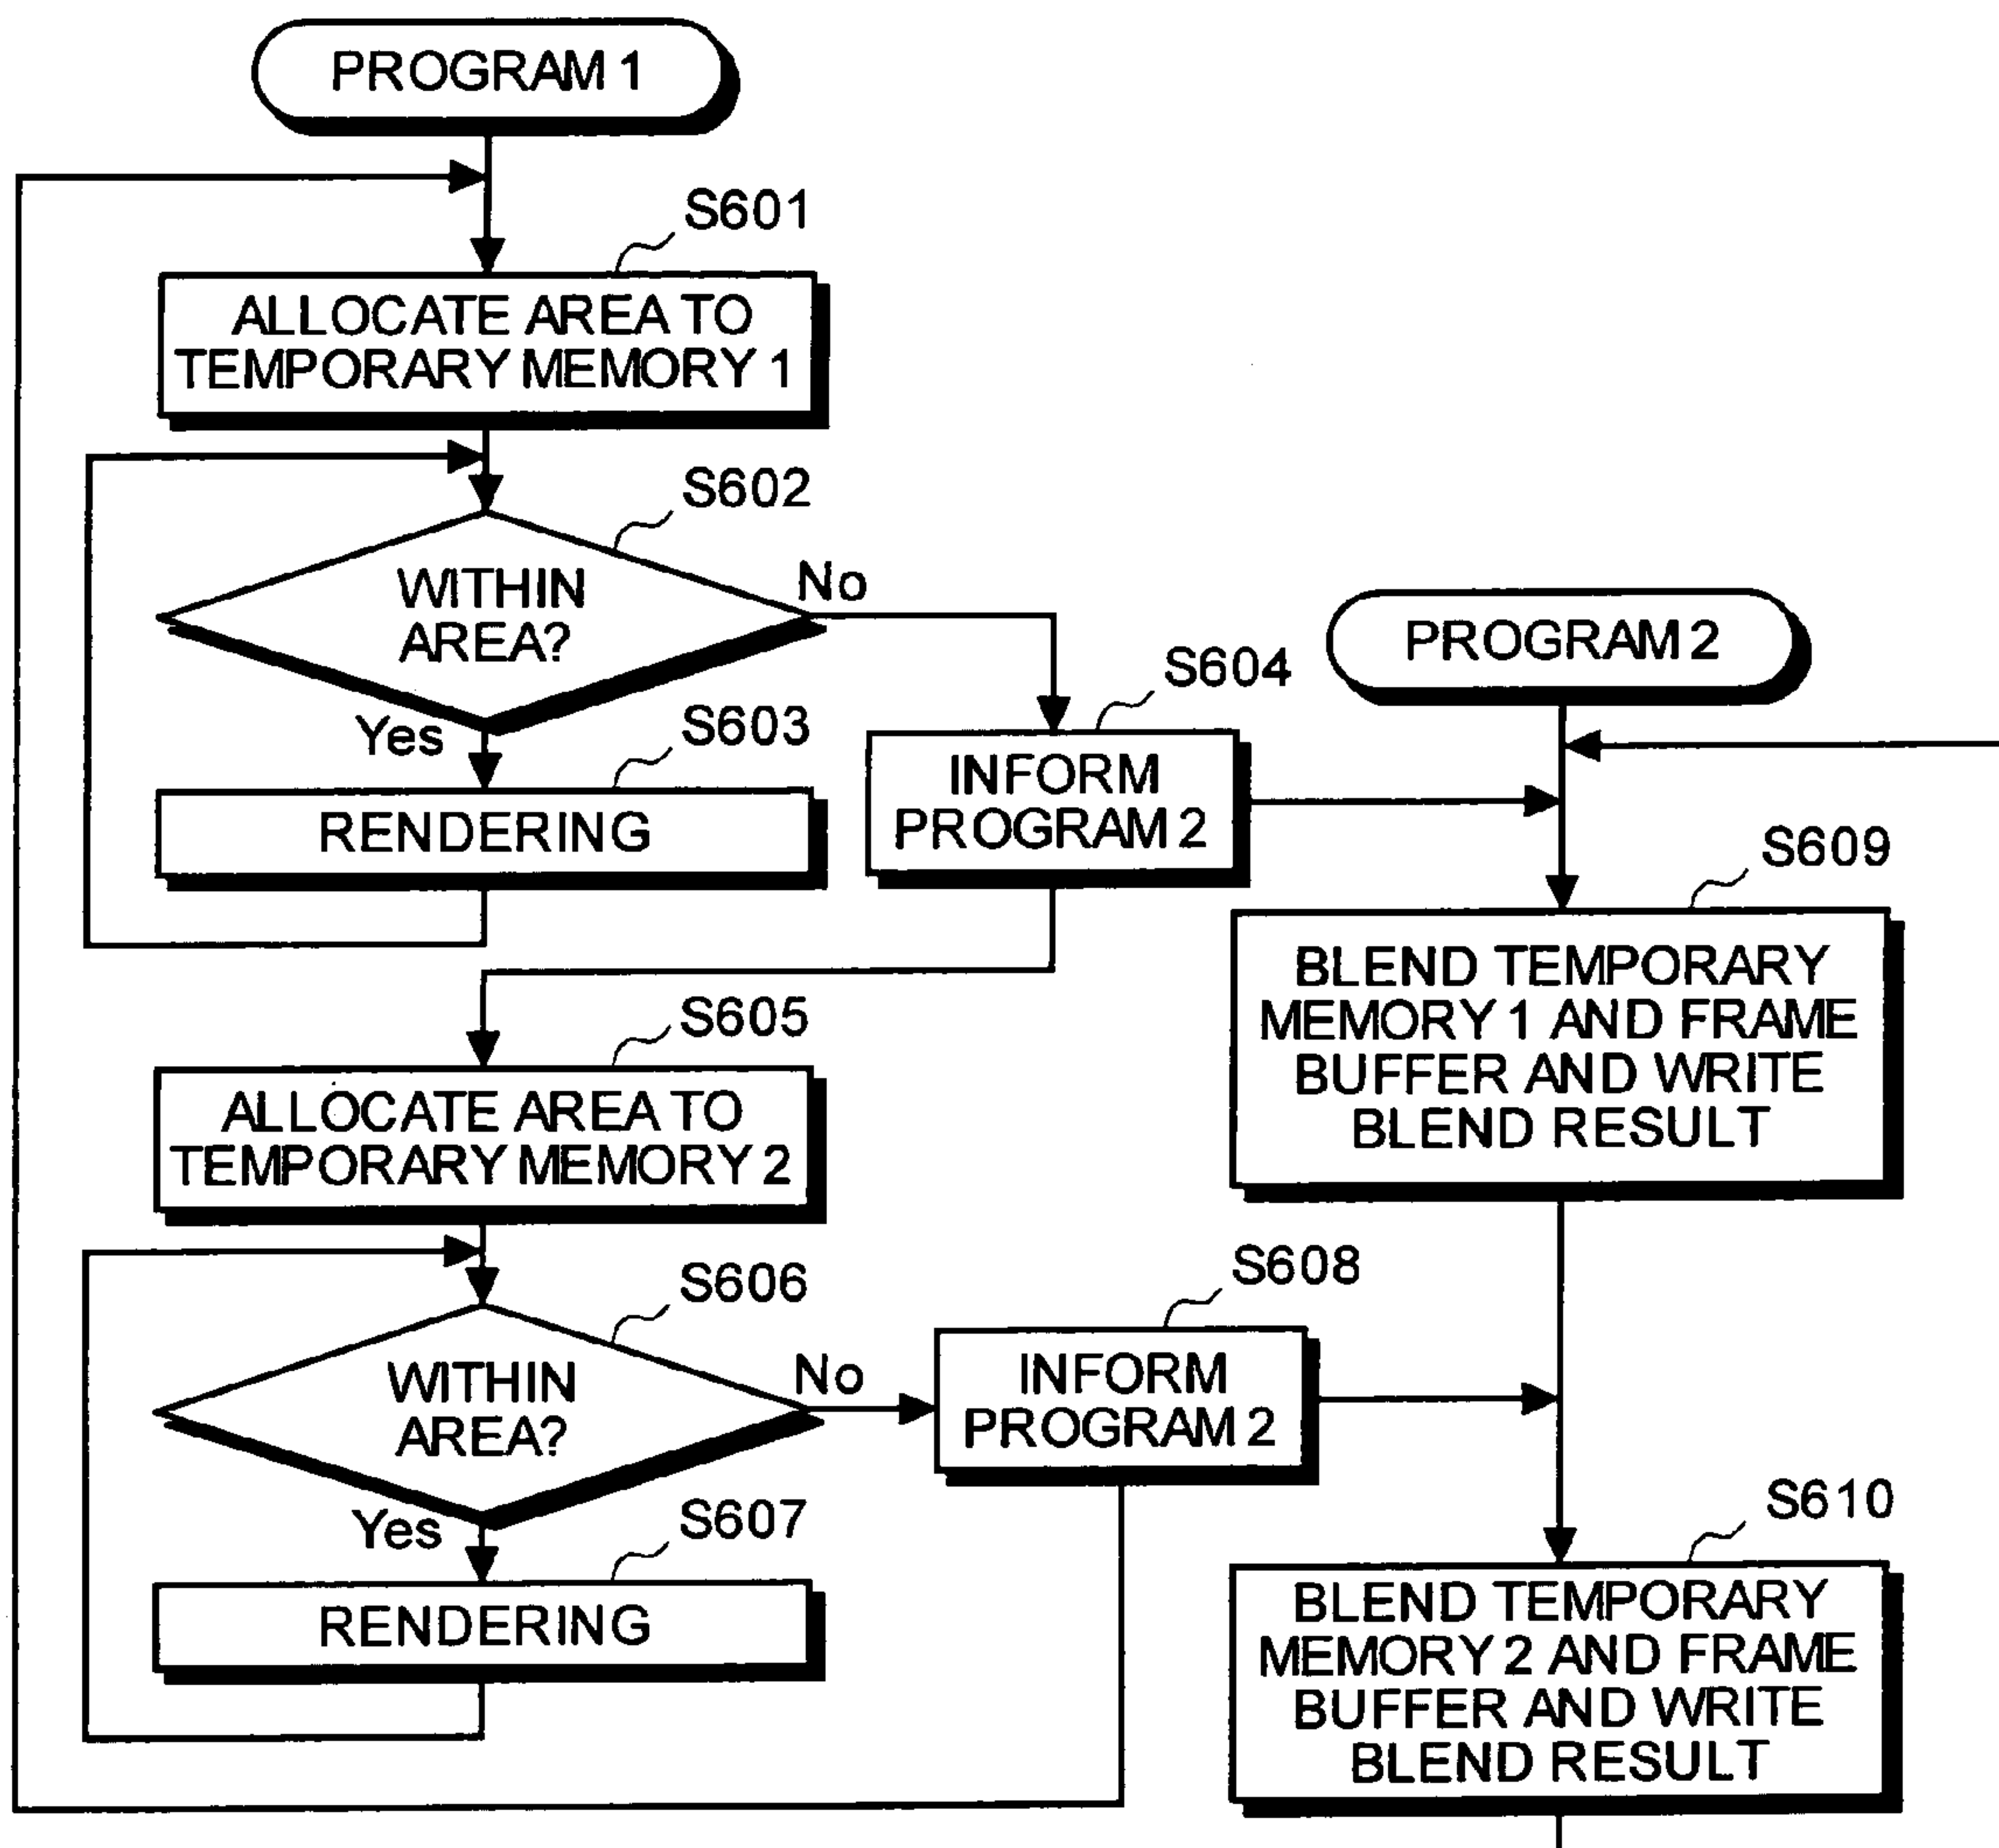 PROGRAM 1
S601
ALLOCATE AREA TO
TEMPORARY MEMORY 1
S602
WITHIN
AREA?
No
Yes
S603
RENDERING
S604
INFORM
PROGRAM 2
PROGRAM 2
S605
ALLOCATE AREA TO
TEMPORARY MEMORY 2
S606
WITHIN
AREA?
No
Yes
S607
RENDERING
S608
INFORM
PROGRAM 2
S609
BLEND TEMPORARY
MEMORY 1 AND FRAME
BUFFER AND WRITE
BLEND RESULT
S610
BLEND TEMPORARY
MEMORY 2 AND FRAME
BUFFER AND WRITE
BLEND RESULT